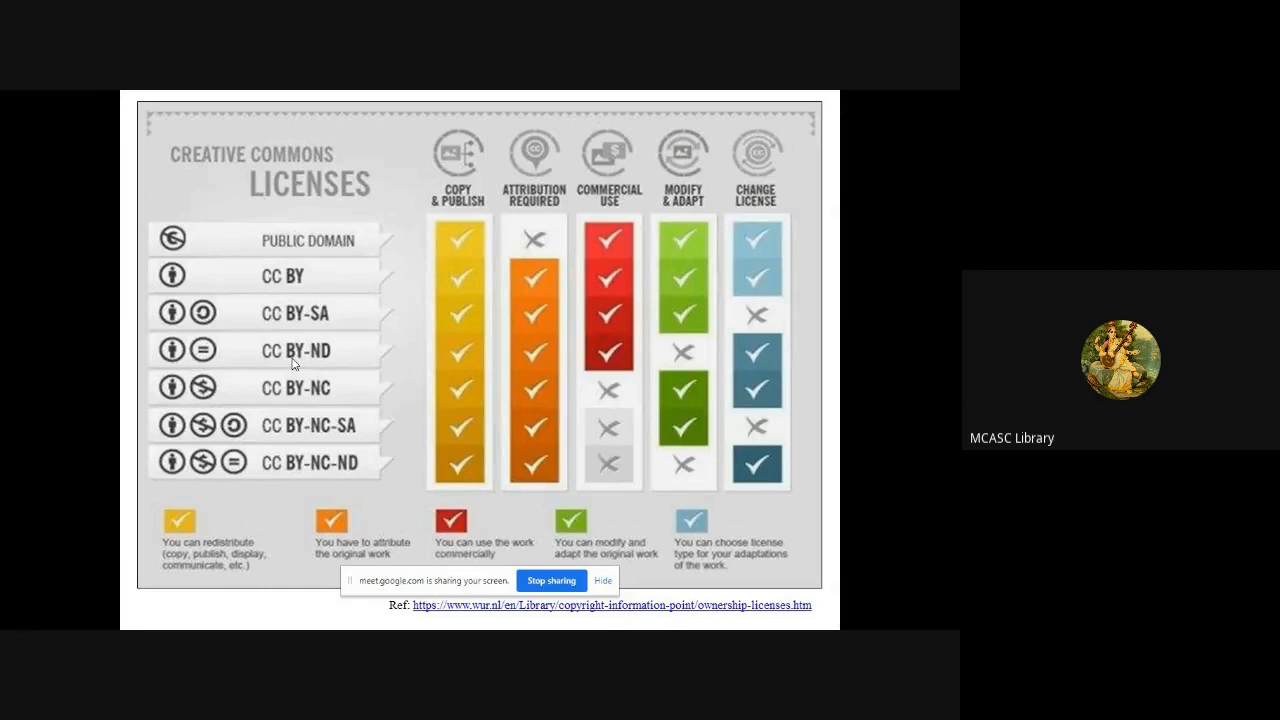 CREATIVE COMMONS
LICENSES
COPY
& PUBLISH
ATTRIBUTION
REQUIRED
COMMERCIAL
USE
MODIFY
& ADAPT
CHANGE
LICENSE
PUBLIC DOMAIN
CC BY
CC BY-SA
CC BY-ND
CC BY-NC
CC BY-NC-SA
CC BY-NC-ND
You can redistribute
(copy, publish, display,
communicate, etc.)
You have to attribute
the original work
You can use the work
commercially
You can modify and
adapt the original work
You can choose license
type for your adaptations
of the work.
meet.google.com is sharing your screen.
Stop sharing
Hide
Ref: https://www.wur.nl/en/Library/copyright-information-point/ownership-licenses.htm
MCASC Library